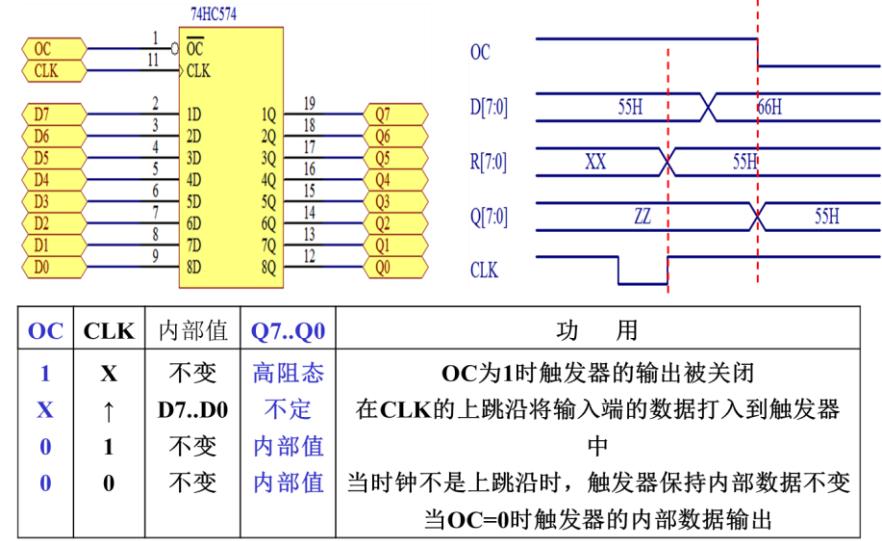 74HC574
OC 1 OC
CLK 11 CLK
D7 2 1D 1Q 19 Q7
D6 3 2D 2Q 18 Q6
D5 4 3D 3Q 17 Q5
D4 5 4D 4Q 16 Q4
D3 6 5D 5Q 15 Q3
D2 7 6D 6Q 14 Q2
D1 8 7D 7Q 13 Q1
D0 9 8D 8Q 12 Q0
OC
D[7:0] 55H 66H
R[7:0] XX 55H
Q[7:0] ZZ 55H
CLK
OC CLK 内部值 Q7..Q0 功 用
1 X 不变 高阻态 OC为1时触发器的输出被关闭
X ↑ D7..D0 不定 在CLK的上跳沿将输入端的数据打入到触发器
0 1 不变 内部值 中
0 0 不变 内部值 当时钟不是上跳沿时，触发器保持内部数据不变
当OC=0时触发器的内部数据输出